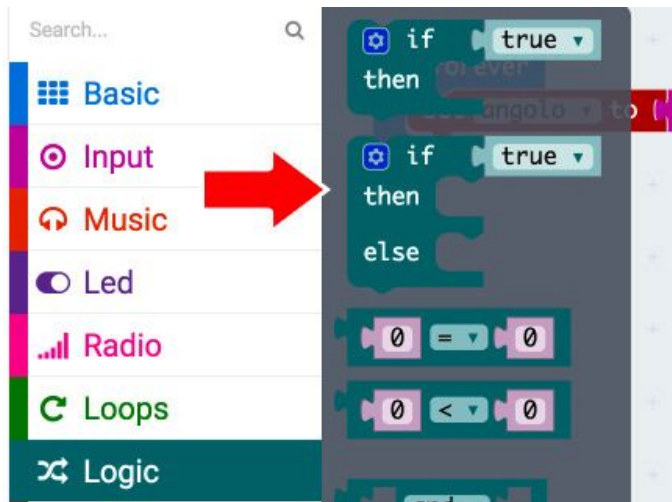 Search...
Basic
Input
Music
Led
Radio
Loops
Logic
if true
then
forever
angolo to (
if true
then
else
0 = 0
0 < 0
and